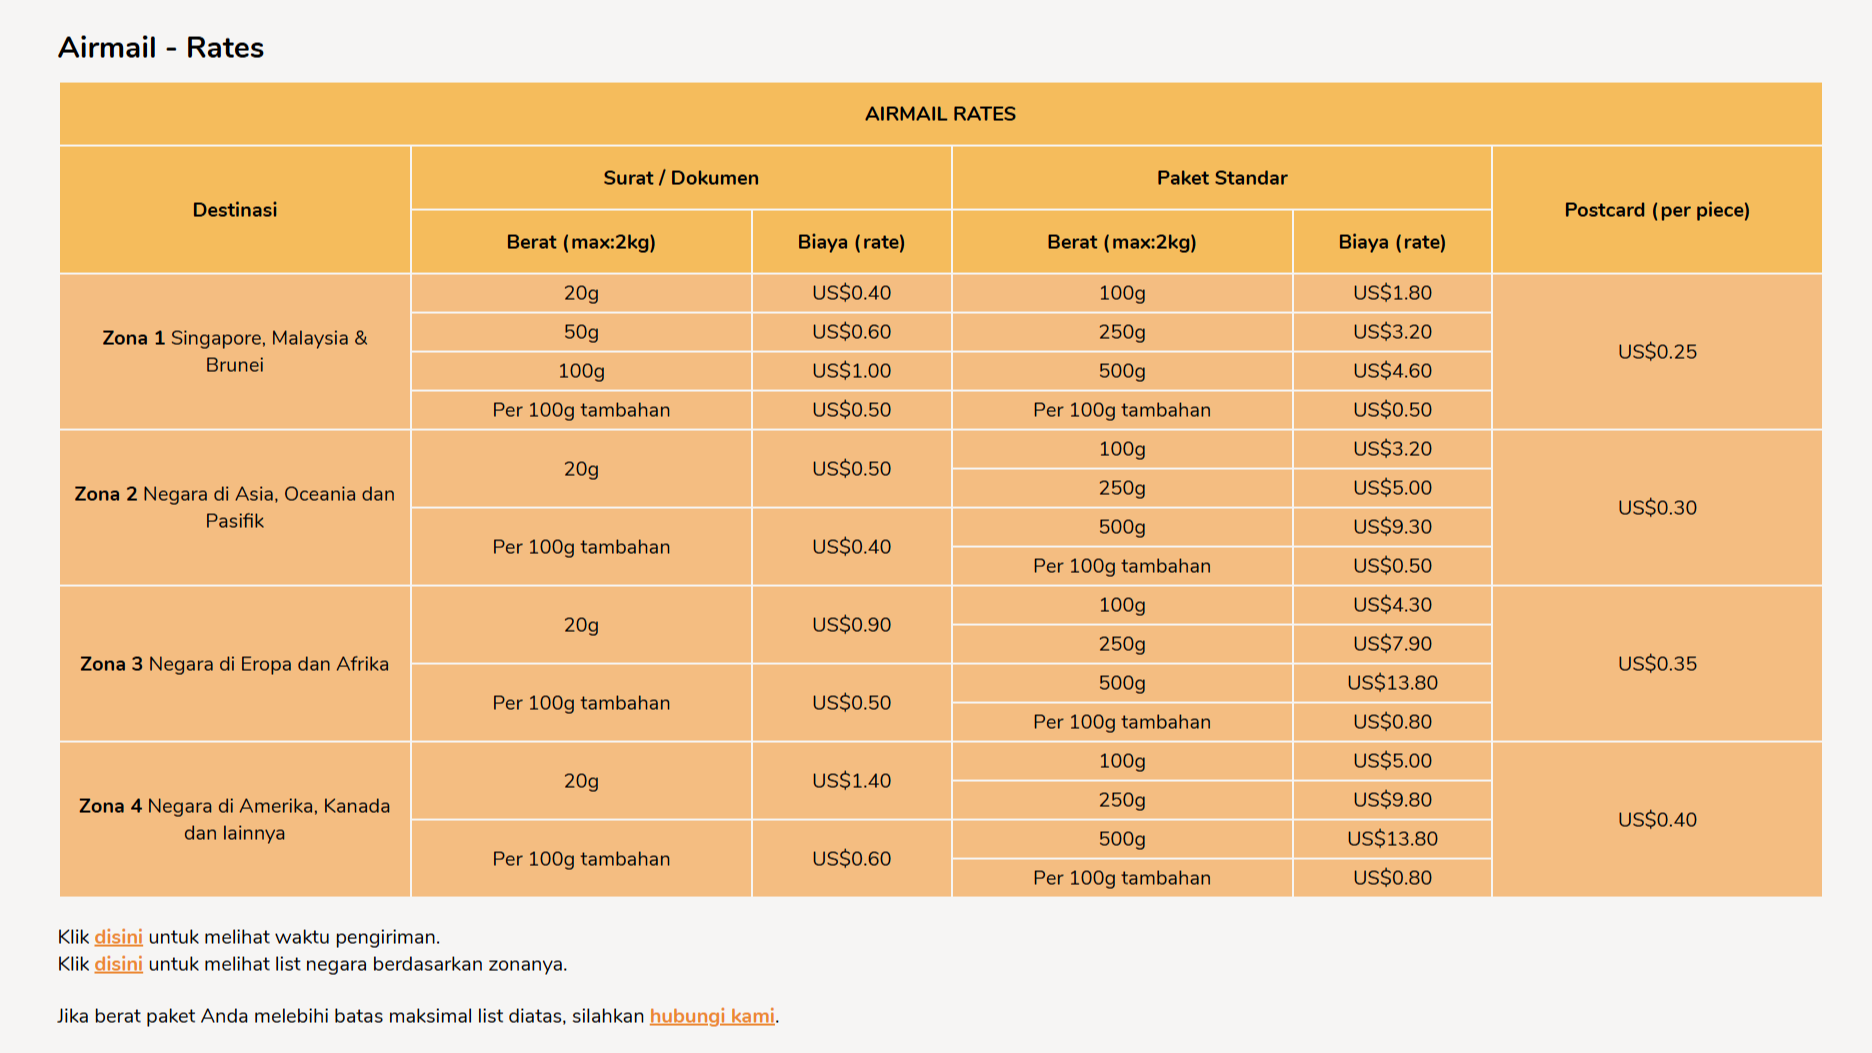 Airmail - Rates
AIRMAIL RATES
Destinasi
Surat / Dokumen
Paket Standar
Postcard (per piece)
Berat (max:2kg)
Biaya (rate)
Berat (max:2kg)
Biaya (rate)
Zona 1 Singapore, Malaysia &
Brunei
20g
US$0.40
100g
US$1.80
US$0.25
50g
US$0.60
250g
US$3.20
100g
US$1.00
500g
US$4.60
Per 100g tambahan
US$0.50
Per 100g tambahan
US$0.50
Zona 2 Negara di Asia, Oceania dan
Pasifik
20g
US$0.50
100g
US$3.20
US$0.30
250g
US$5.00
Per 100g tambahan
US$0.40
500g
US$9.30
Per 100g tambahan
US$0.50
Zona 3 Negara di Eropa dan Afrika
20g
US$0.90
100g
US$4.30
US$0.35
250g
US$7.90
Per 100g tambahan
US$0.50
500g
US$13.80
Per 100g tambahan
US$0.80
Zona 4 Negara di Amerika, Kanada
dan lainnya
20g
US$1.40
100g
US$5.00
US$0.40
250g
US$9.80
Per 100g tambahan
US$0.60
500g
US$13.80
Per 100g tambahan
US$0.80
Klik disini untuk melihat waktu pengiriman.
Klik disini untuk melihat list negara berdasarkan zonanya.
Jika berat paket Anda melebihi batas maksimal list diatas, silahkan hubungi kami.